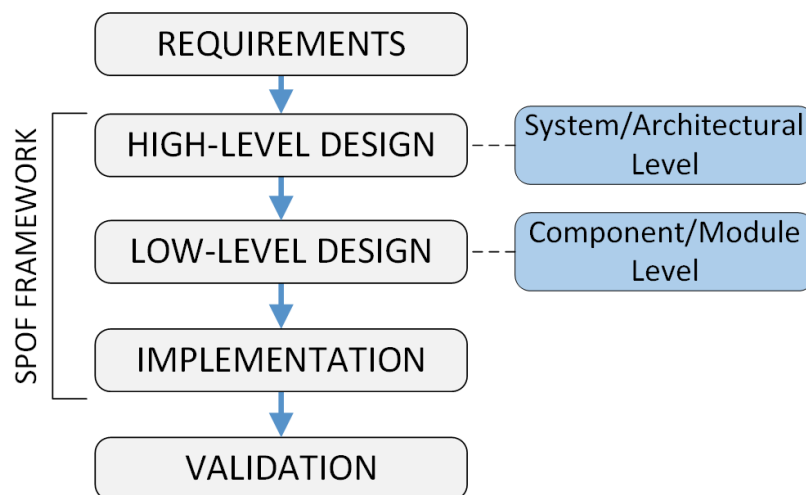 REQUIREMENTS
SPOF FRAMEWORK
HIGH-LEVEL DESIGN
System/Architectural
Level
LOW-LEVEL DESIGN
Component/Module
Level
IMPLEMENTATION
VALIDATION